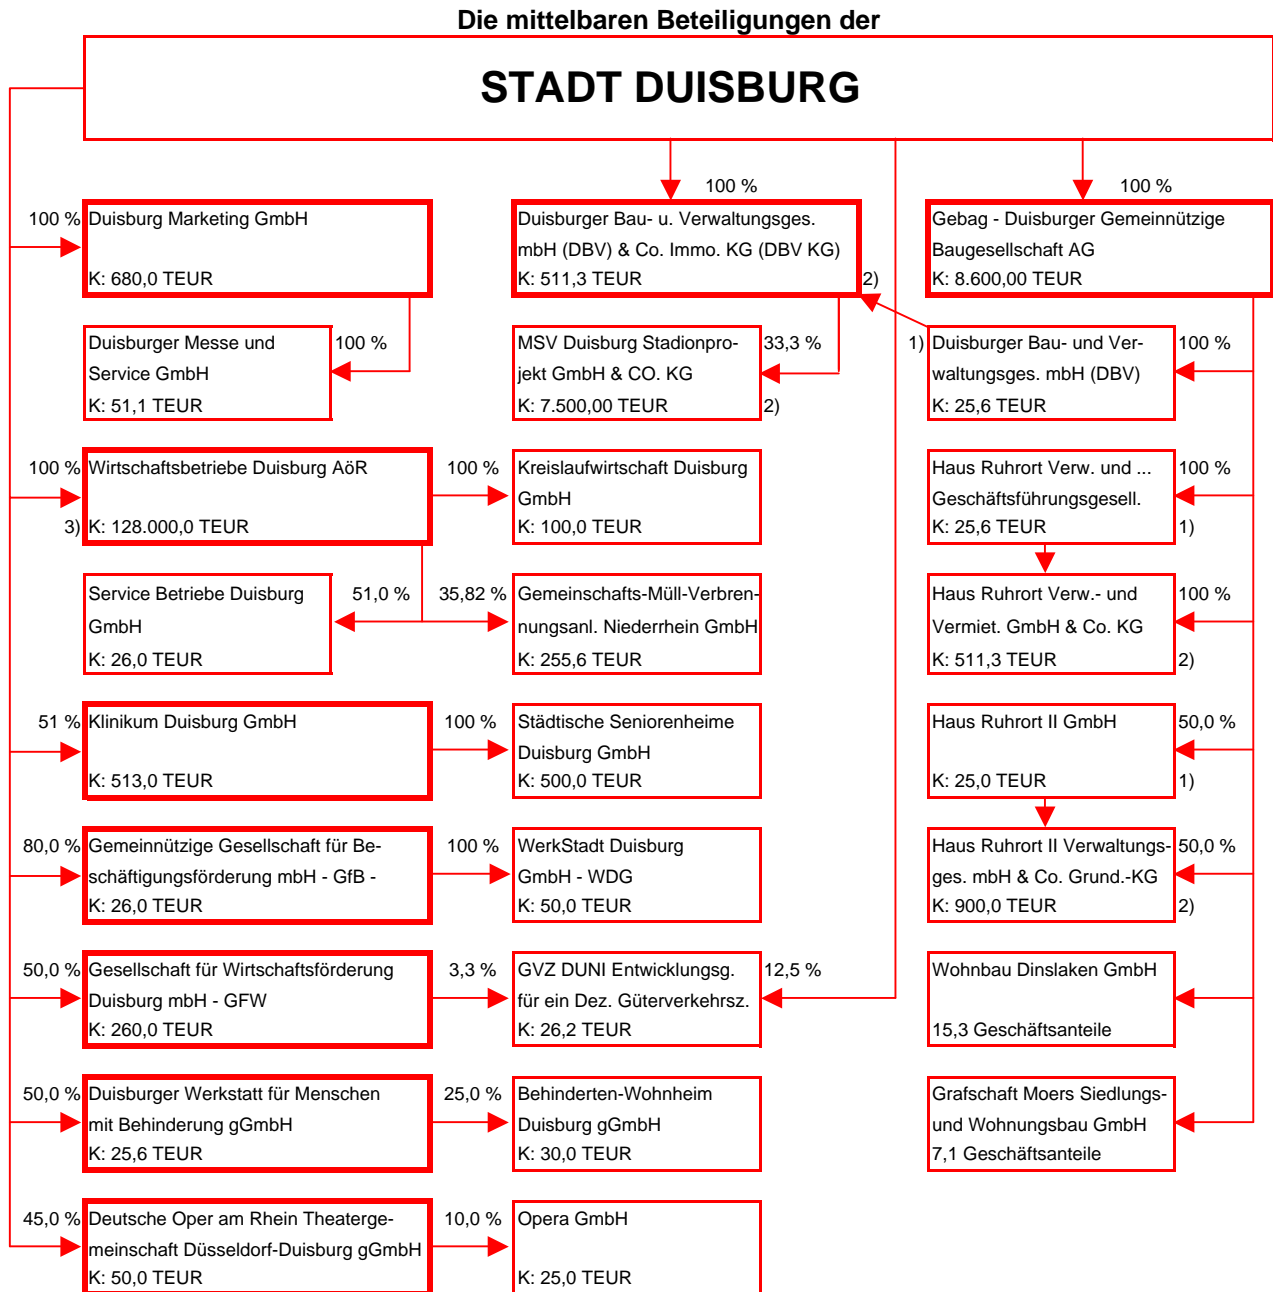 Die mittelbaren Beteiligungen der
STADT DUISBURG
100 %
Duisburg Marketing GmbH
K: 680,0 TEUR
100 %
Duisburger Bau- u. Verwaltungsges.
mbH (DBV) & Co. Immo. KG (DBV KG)
K: 511,3 TEUR
2)
100 %
Gebag - Duisburger Gemeinnützige
Baugesellschaft AG
K: 8.600,00 TEUR
Duisburger Messe und
Service GmbH
K: 51,1 TEUR
100 %
MSV Duisburg Stadionpro-
jekt GmbH & CO. KG
K: 7.500,00 TEUR
33,3 %
2)
1)
Duisburger Bau- und Ver-
waltungsges. mbH (DBV)
K: 25,6 TEUR
100 %
100 %
3)
Wirtschaftsbetriebe Duisburg AöR
K: 128.000,0 TEUR
100 %
Kreislaufwirtschaft Duisburg
GmbH
K: 100,0 TEUR
Haus Ruhrort Verw. und ...
Geschäftsführungsgesell.
K: 25,6 TEUR
100 %
1)
Service Betriebe Duisburg
GmbH
K: 26,0 TEUR
51,0 %
35,82 %
Gemeinschafts-Müll-Verbren-
nungsanl. Niederrhein GmbH
K: 255,6 TEUR
Haus Ruhrort Verw.- und
Vermiet. GmbH & Co. KG
K: 511,3 TEUR
100 %
2)
51 %
Klinikum Duisburg GmbH
K: 513,0 TEUR
100 %
Städtische Seniorenheime
Duisburg GmbH
K: 500,0 TEUR
Haus Ruhrort II GmbH
K: 25,0 TEUR
50,0 %
1)
80,0 %
Gemeinnützige Gesellschaft für Be-
schäftigungsförderung mbH - GfB -
K: 26,0 TEUR
100 %
WerkStadt Duisburg
GmbH - WDG
K: 50,0 TEUR
Haus Ruhrort II Verwaltungs-
ges. mbH & Co. Grund.-KG
K: 900,0 TEUR
50,0 %
2)
50,0 %
Gesellschaft für Wirtschaftsförderung
Duisburg mbH - GFW
K: 260,0 TEUR
3,3 %
GVZ DUNI Entwicklungsg.
für ein Dez. Güterverkehrsz.
K: 26,2 TEUR
12,5 %
Wohnbau Dinslaken GmbH
15,3 Geschäftsanteile
50,0 %
Duisburger Werkstatt für Menschen
mit Behinderung gGmbH
K: 25,6 TEUR
25,0 %
Behinderten-Wohnheim
Duisburg gGmbH
K: 30,0 TEUR
Grafschaft Moers Siedlungs-
und Wohnungsbau GmbH
7,1 Geschäftsanteile
45,0 %
Deutsche Oper am Rhein Theaterge-
meinschaft Düsseldorf-Duisburg gGmbH
K: 50,0 TEUR
10,0 %
Opera GmbH
K: 25,0 TEUR